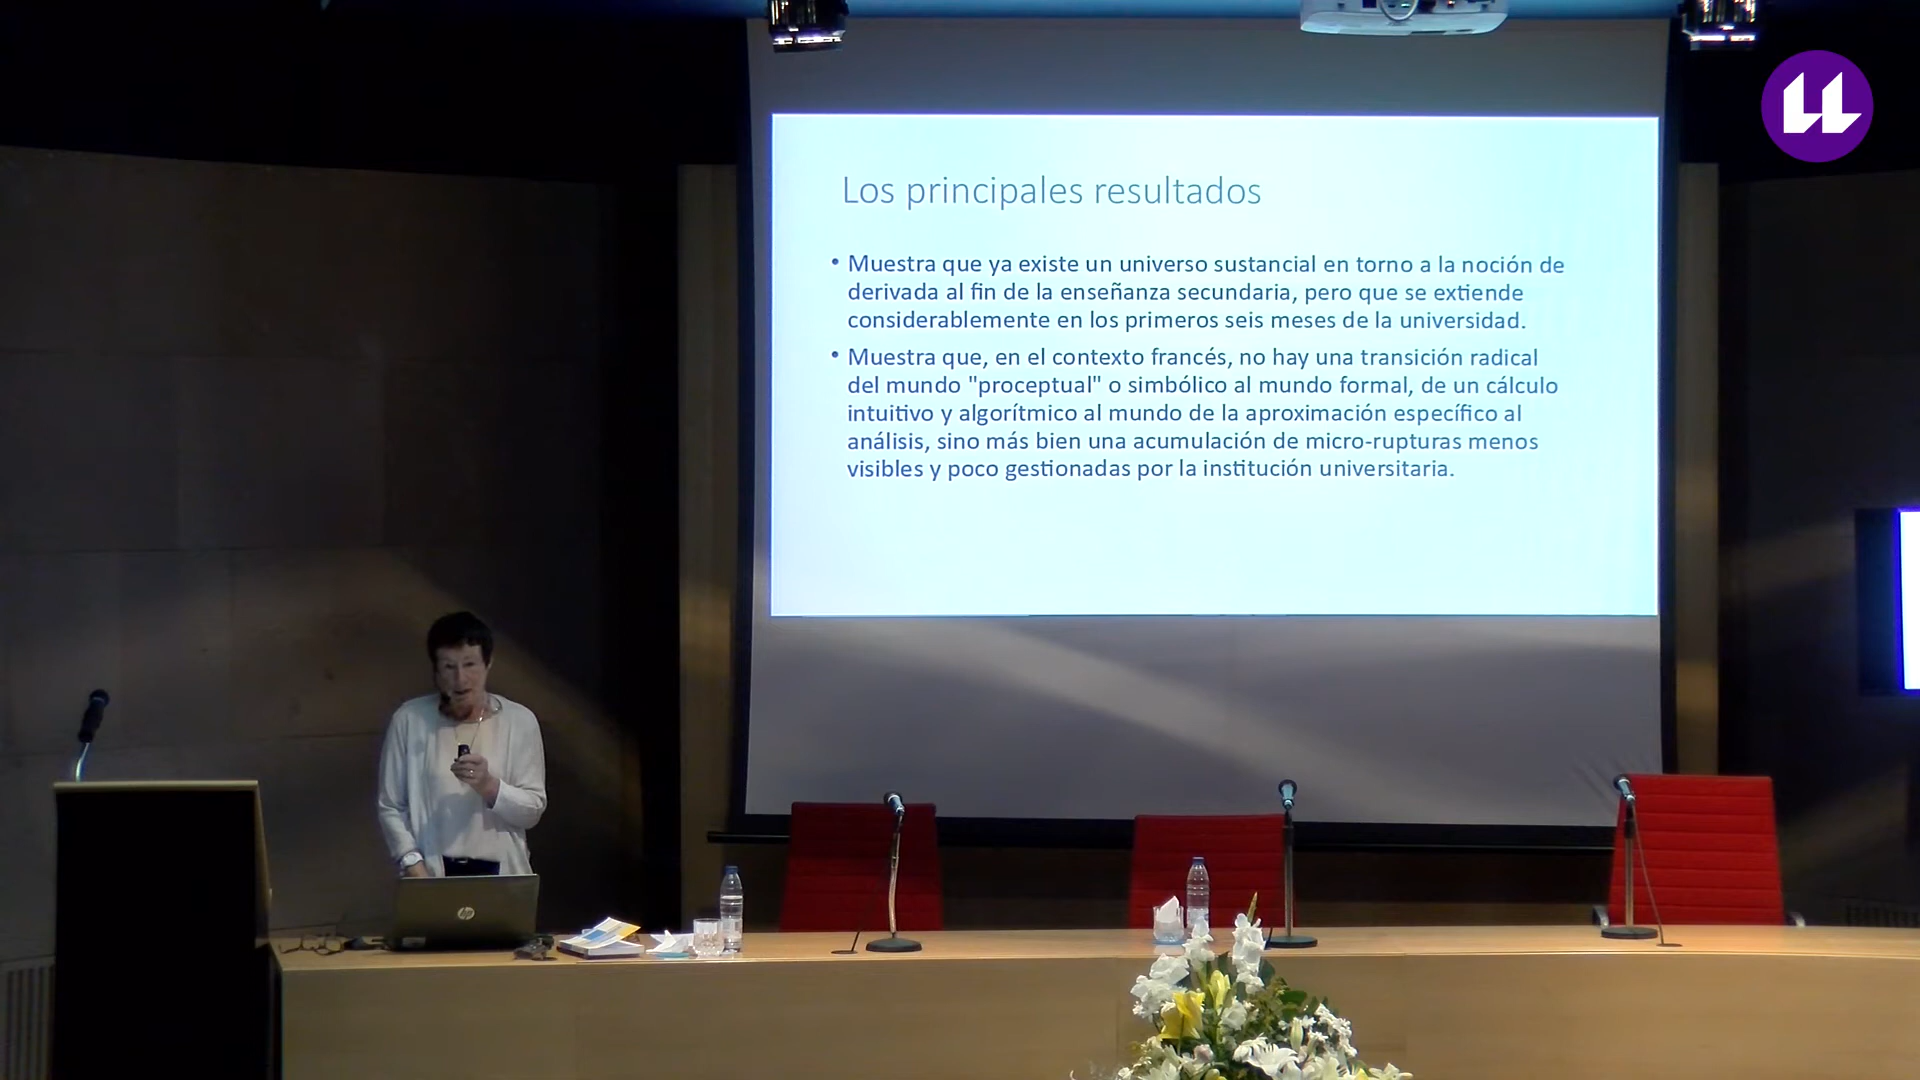 Los principales resultados
• Muestra que ya existe un universo sustancial en torno a la noción de
derivada al fin de la enseñanza secundaria, pero que se extiende
considerablemente en los primeros seis meses de la universidad.
• Muestra que, en el contexto francés, no hay una transición radical
del mundo "proceptual" o simbólico al mundo formal, de un cálculo
intuitivo y algorítmico al mundo de la aproximación específico al
análisis, sino más bien una acumulación de micro-rupturas menos
visibles y poco gestionadas por la institución universitaria.
hp